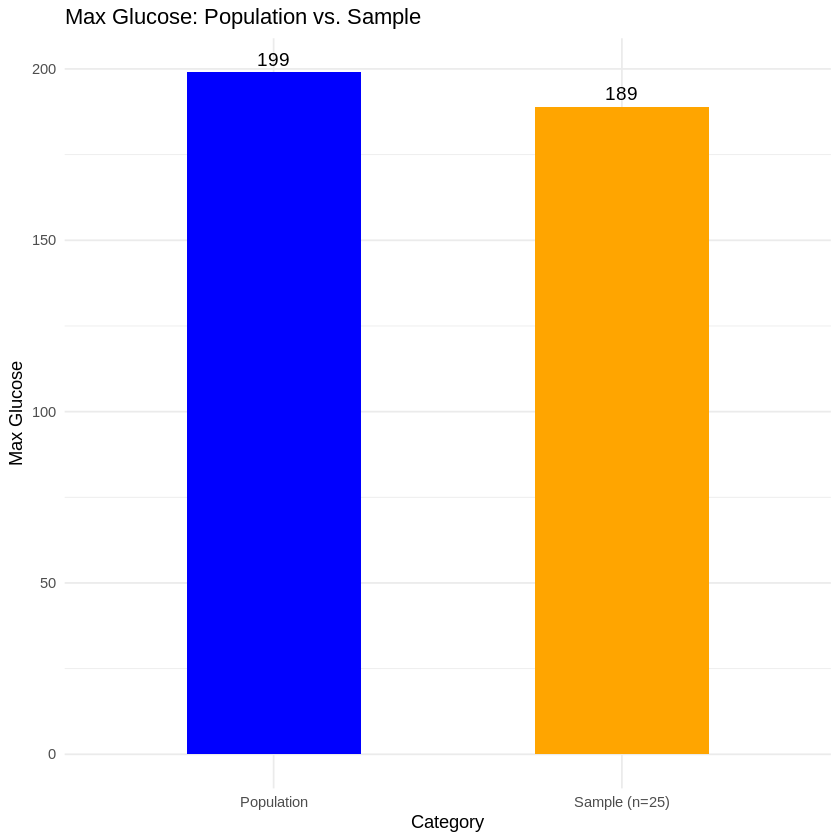 Max Glucose: Population vs. Sample
199
189
200
150
100
50
0
Max Glucose
Population
Sample (n=25)
Category